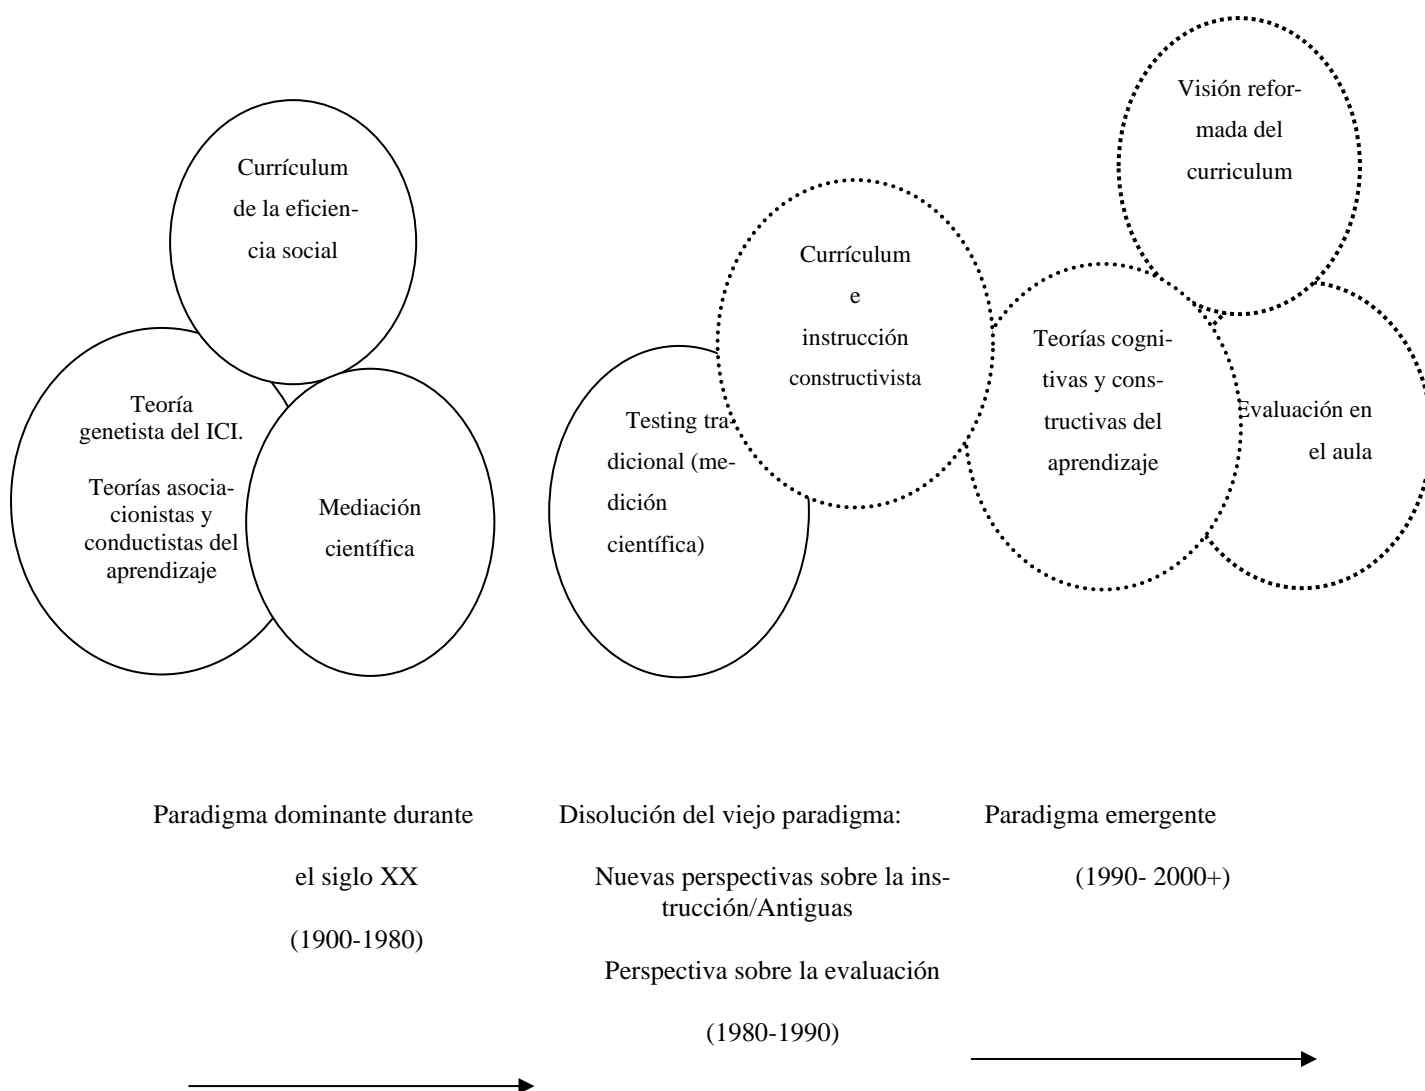 Currículum
de la eficien-
cia social
Teoría
genetista del ICI.
Teorías asocia-
cionistas y
conductistas del
aprendizaje
Mediación
científica
Testing tra-
dicional (me-
dición
científica)
Currículum
e
instrucción
constructivista
Teorías cogni-
tivas y cons-
tructivas del
aprendizaje
Visión refor-
mada del
curriculum
Evaluación en
el aula
Paradigma dominante durante
el siglo XX
(1900-1980)
Disolución del viejo paradigma:
Nuevas perspectivas sobre la ins-
trucción/Antiguas
Perspectiva sobre la evaluación
(1980-1990)
Paradigma emergente
(1990- 2000+)